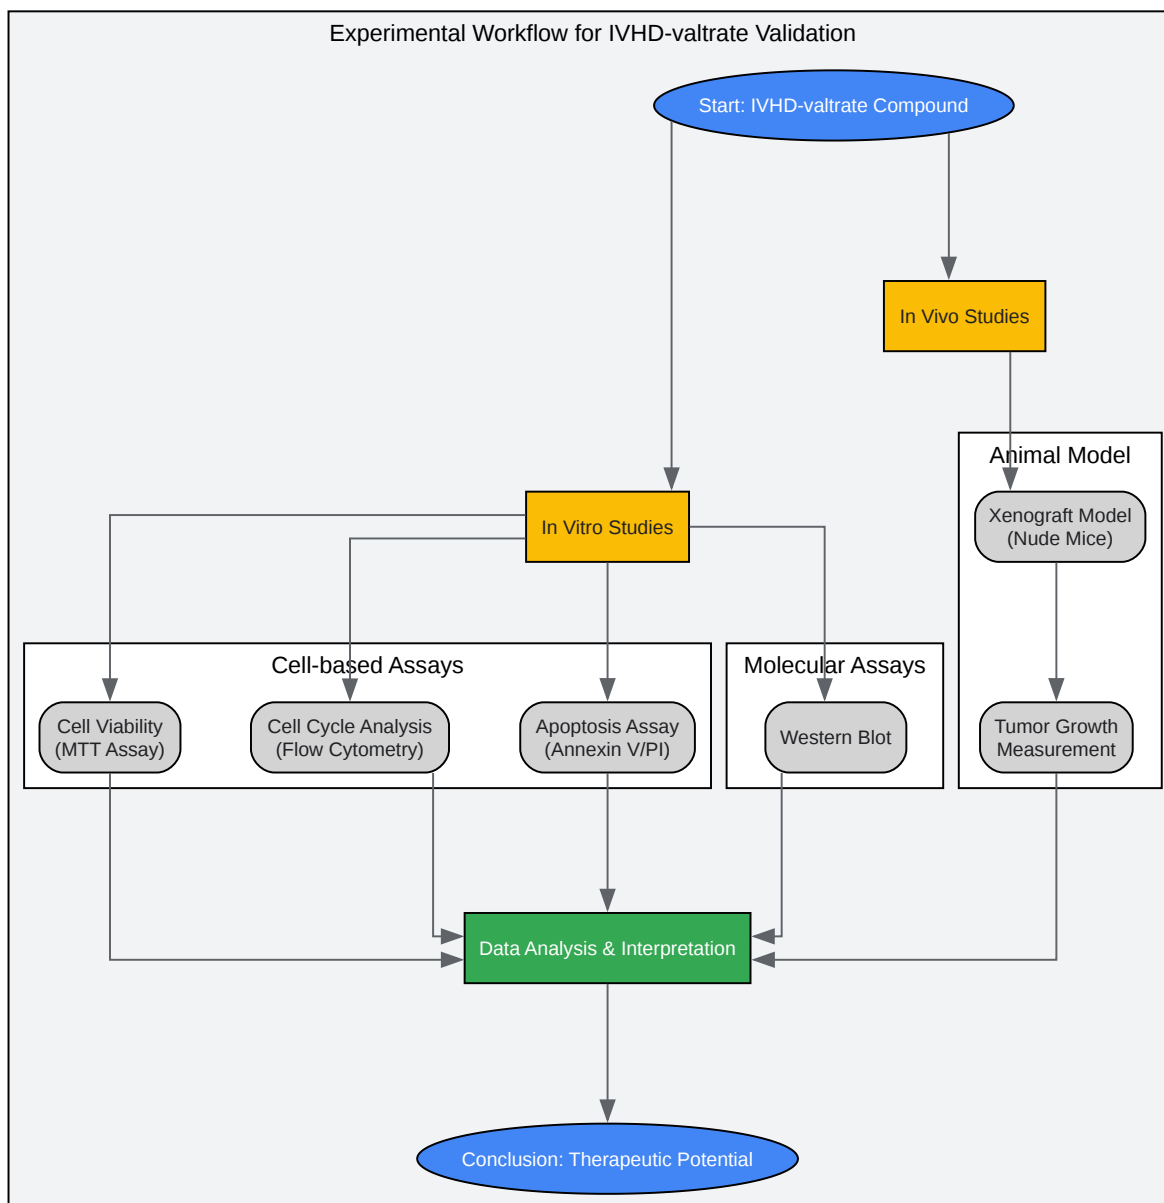 Experimental Workflow for IVHD-valtrate Validation
Start: IVHD-valtrate Compound
In Vivo Studies
Animal Model
Xenograft Model
(Nude Mice)
In Vitro Studies
Cell-based Assays
Molecular Assays
Cell Viability
(MTT Assay)
Cell Cycle Analysis
(Flow Cytometry)
Apoptosis Assay
(Annexin V/PI)
Western Blot
Tumor Growth
Measurement
Data Analysis & Interpretation
Conclusion: Therapeutic Potential